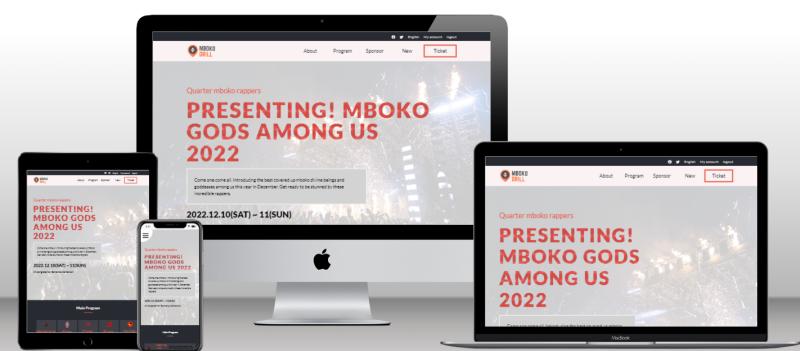 English My account logout
MBOKO
DRILL
About Program Sponsor New Ticket
Quarter mboko rappers
PRESENTING! MBOKO
GODS AMONG US
2022
Come one come all. Introducing the best covered up mboko divine beings and
goddesses among us this year in December. Get ready to be stunned by these
incredible rappers.
2022.12.10(SAT) ~ 11(SUN)
MBOKO
DRILL
About Program Sponsor New Ticket
Quarter mboko rappers
PRESENTING!
MBOKO GODS
AMONG US
2022
2022.12.10(SAT) ~ 11(SUN)
Main Program
Quarter mboko rappers
PRESENTING!
MBOKO GODS
AMONG US 2022
Main Program
English My account logout
MBOKO
DRILL
About Program Sponsor New Ticket
Quarter mboko rappers
PRESENTING!
MBOKO GODS
AMONG US
2022
MacBook